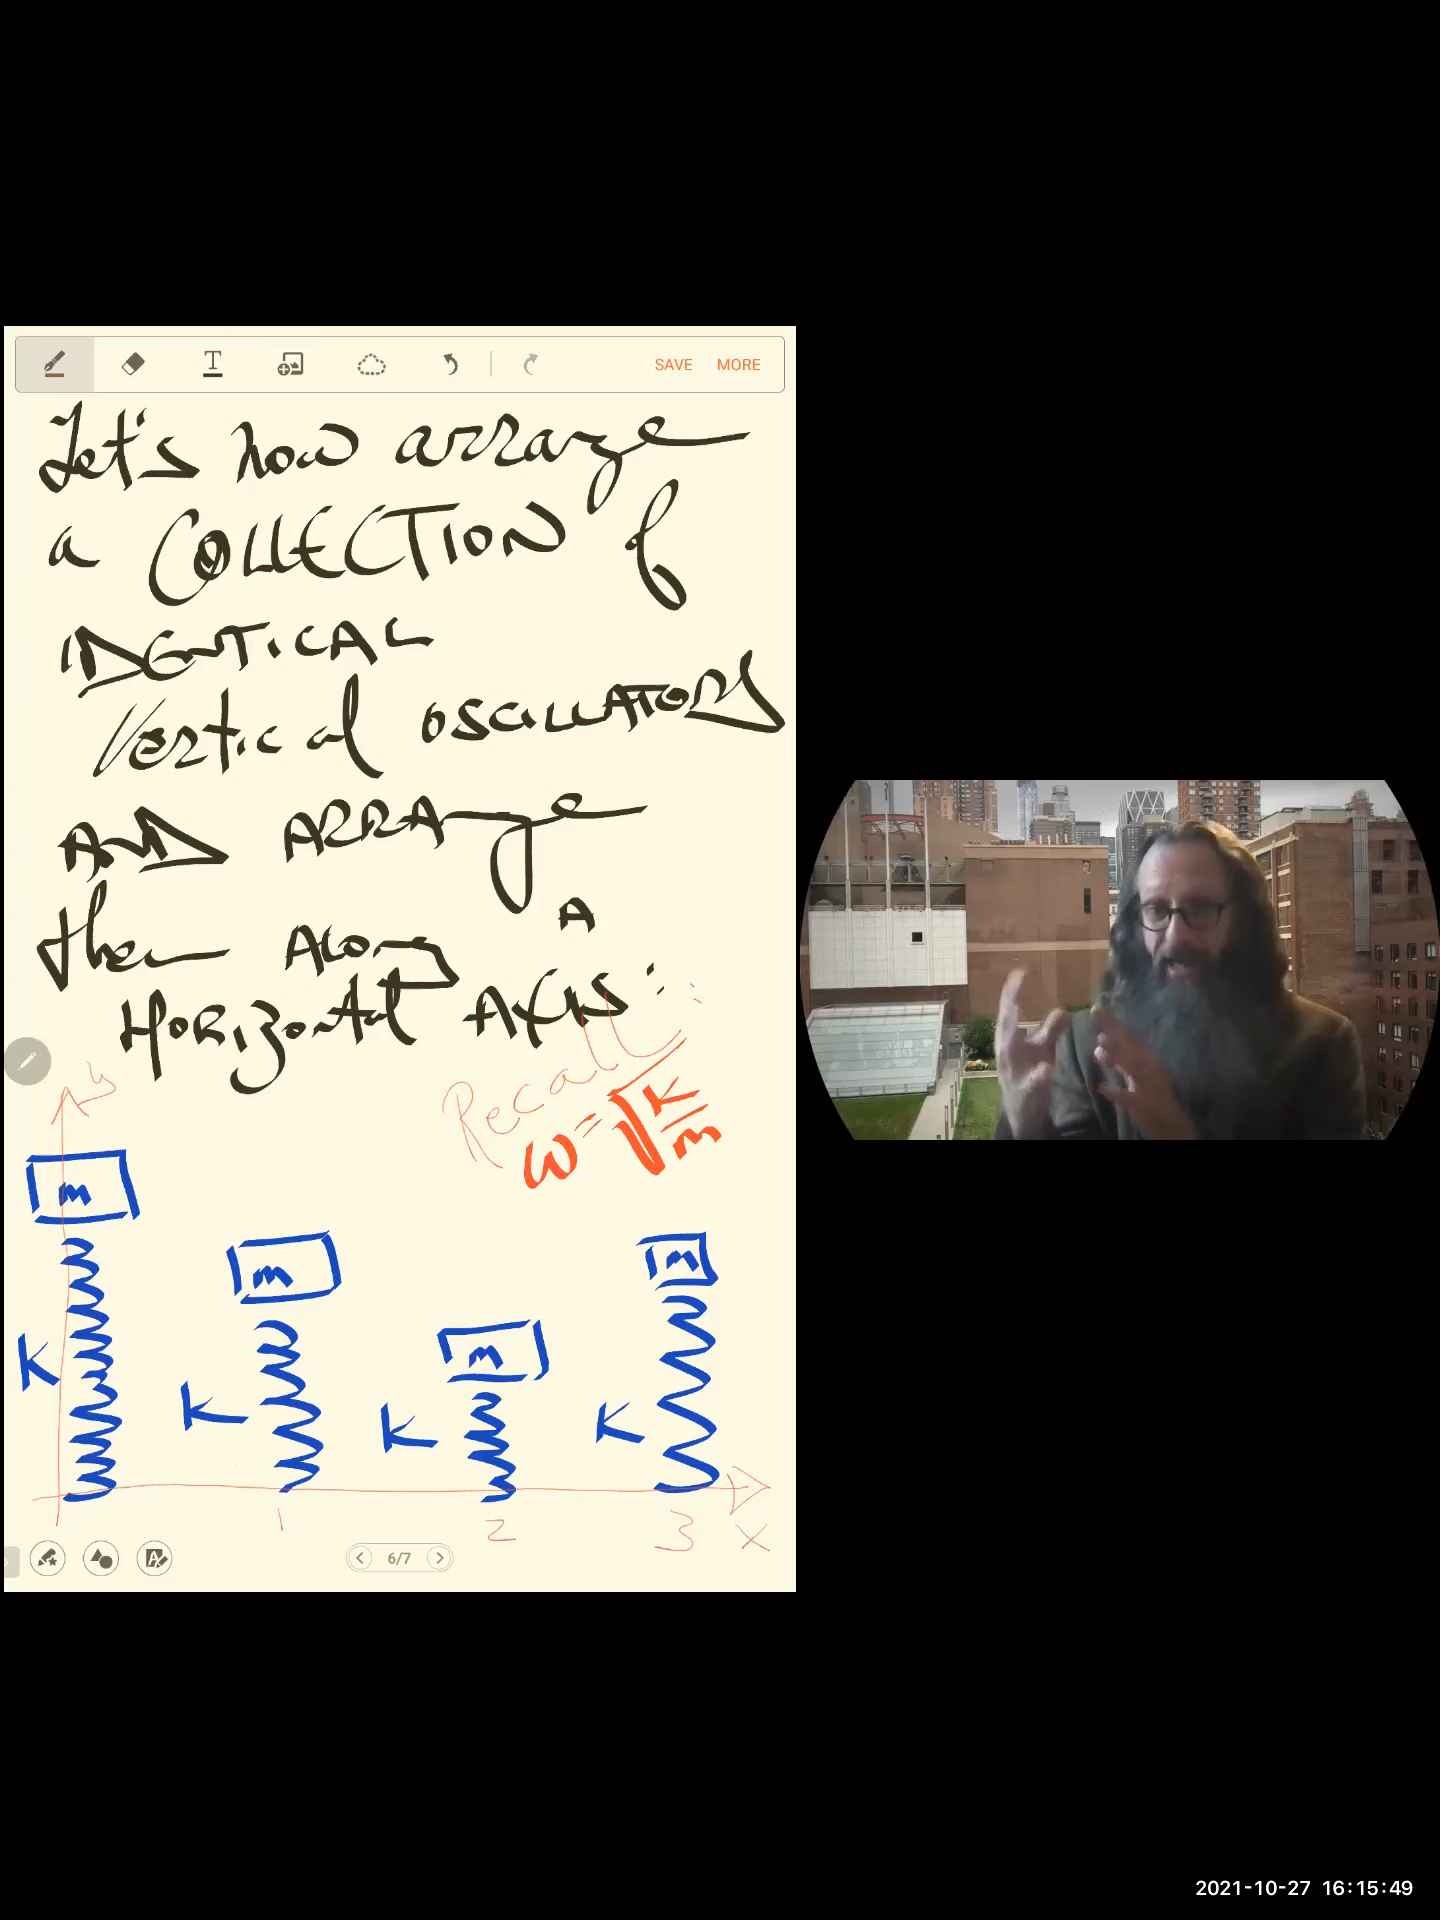 SAVE MORE
Let's now arrange
a COLLECTION of
IDENTICAL
Vertical OSCILLATORY
AND ARRAnge
them Along A
HORIZontal AXIS:
Recall:
ω = √K/m
y
m
m
m
m
K
K
K
K
1 2 3 x
6/7
2021-10-27 16:15:49